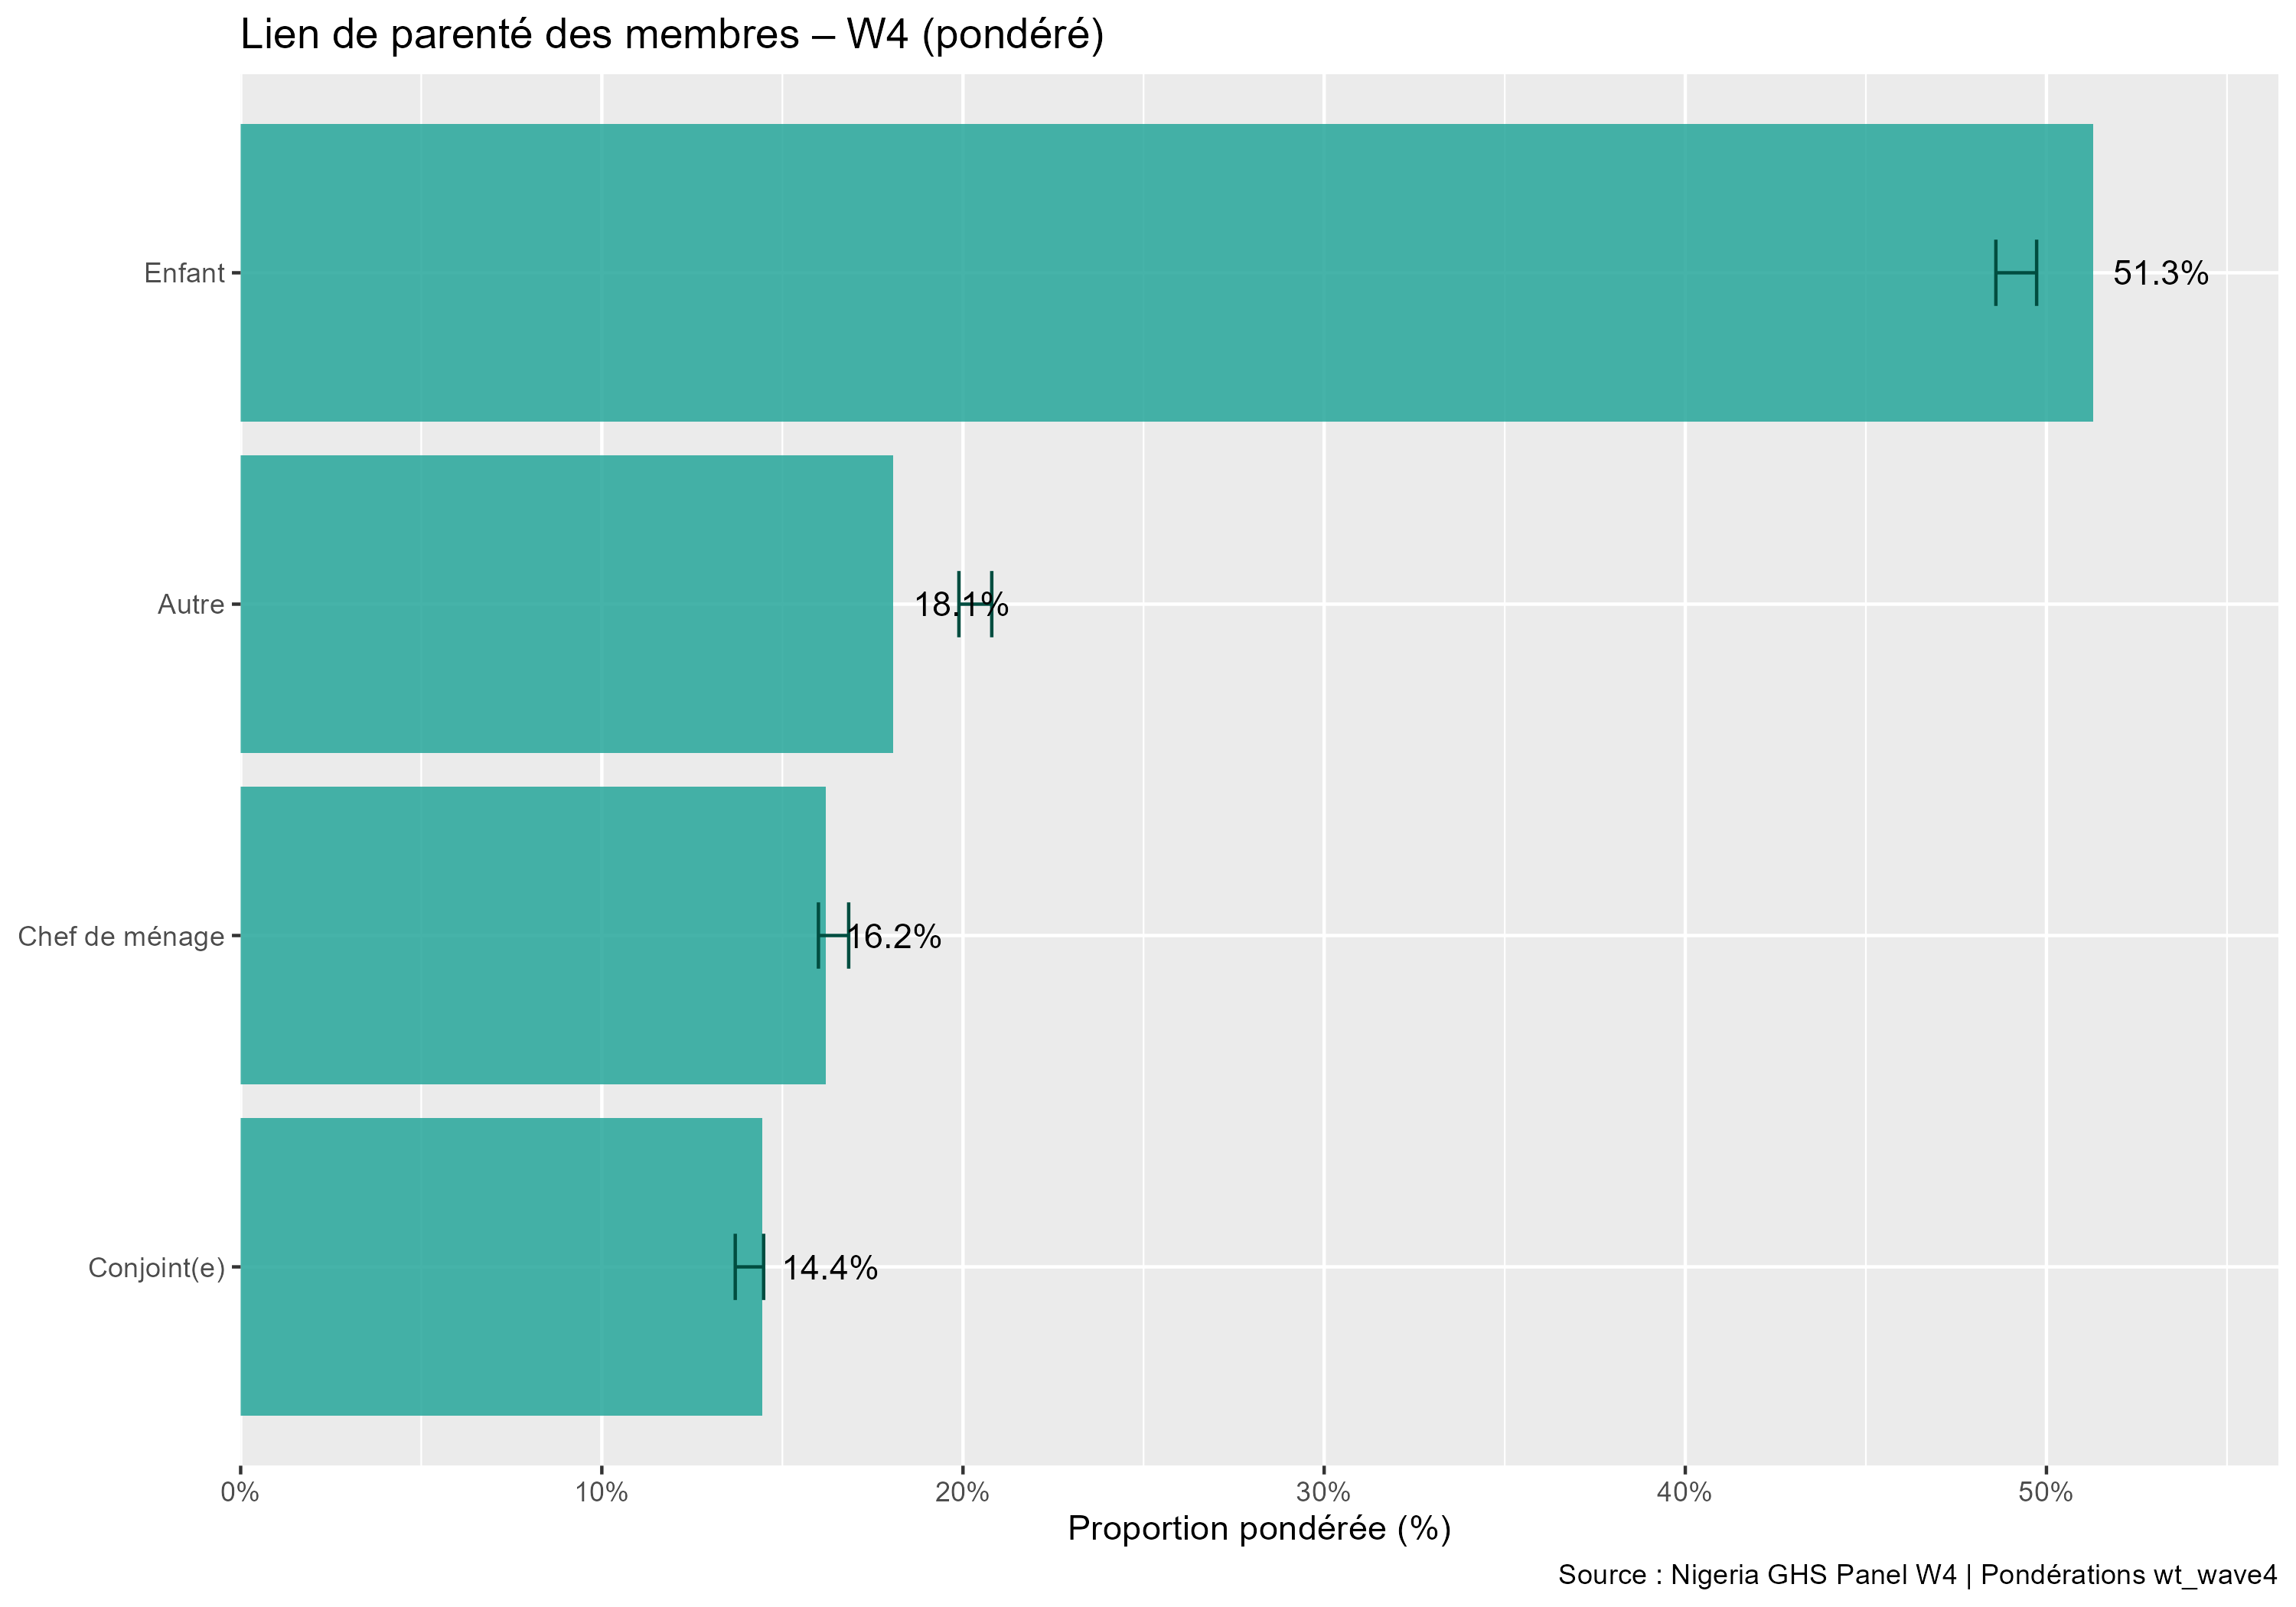 Lien de parenté des membres – W4 (pondéré)
Enfant
51.3%
Autre
18.1%
Chef de ménage
16.2%
Conjoint(e)
14.4%
0%
10%
20%
30%
40%
50%
Proportion pondérée (%)
Source : Nigeria GHS Panel W4 | Pondérations wt_wave4